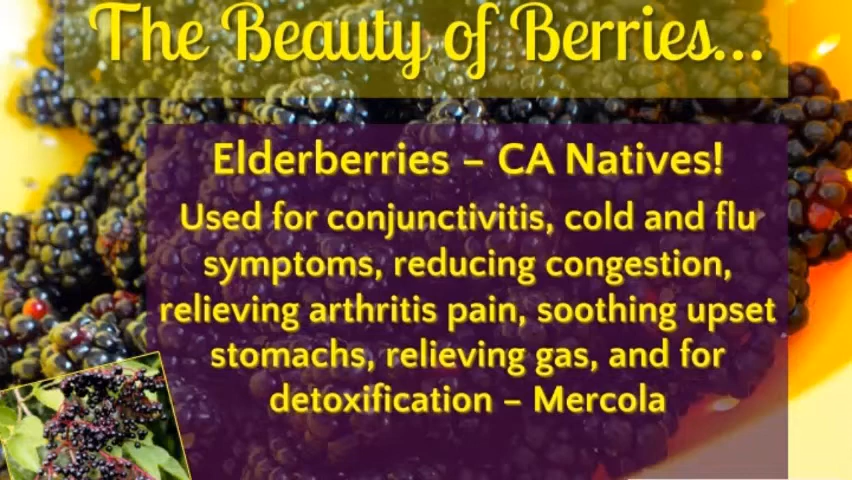 The Beauty of Berries...
Elderberries – CA Natives!
Used for conjunctivitis, cold and flu
symptoms, reducing congestion,
relieving arthritis pain, soothing upset
stomachs, relieving gas, and for
detoxification – Mercola